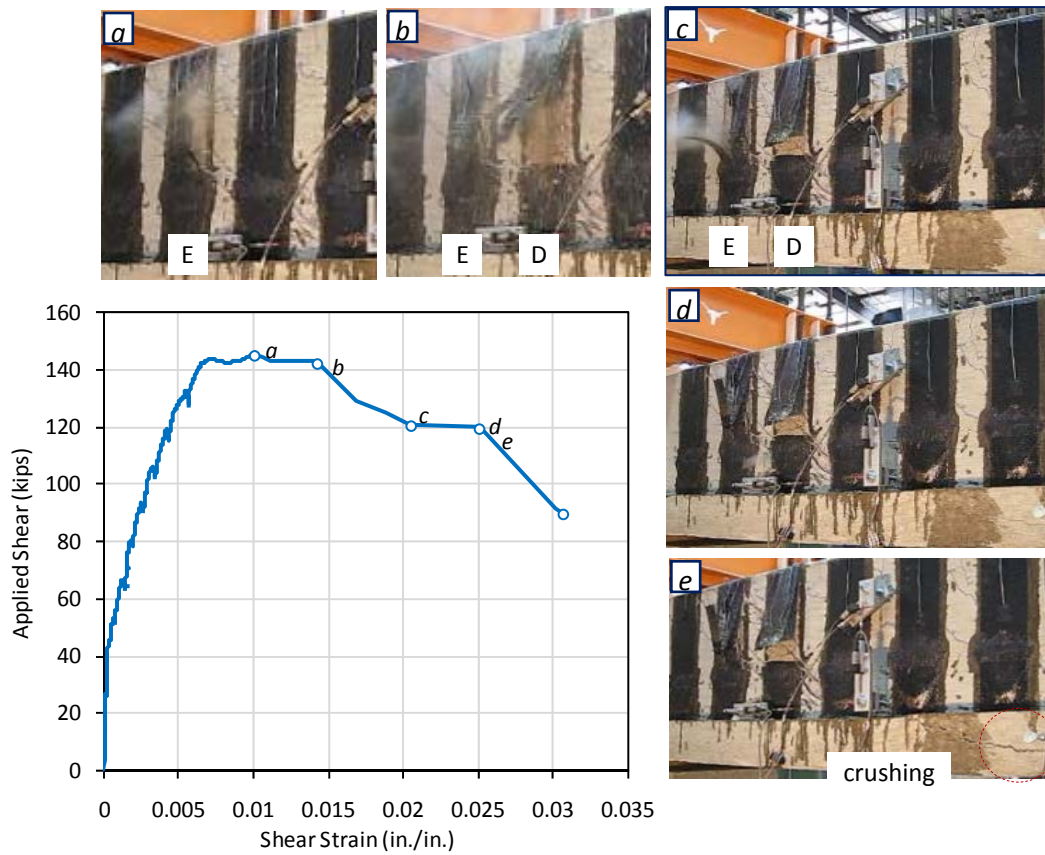 a
b
c
E
E
D
E
D
d
e
crushing
160
140
120
100
80
60
40
20
0
a
b
c
d
e
0
0.005
0.01
0.015
0.02
0.025
0.03
0.035
Applied Shear (kips)
Shear Strain (in./in.)